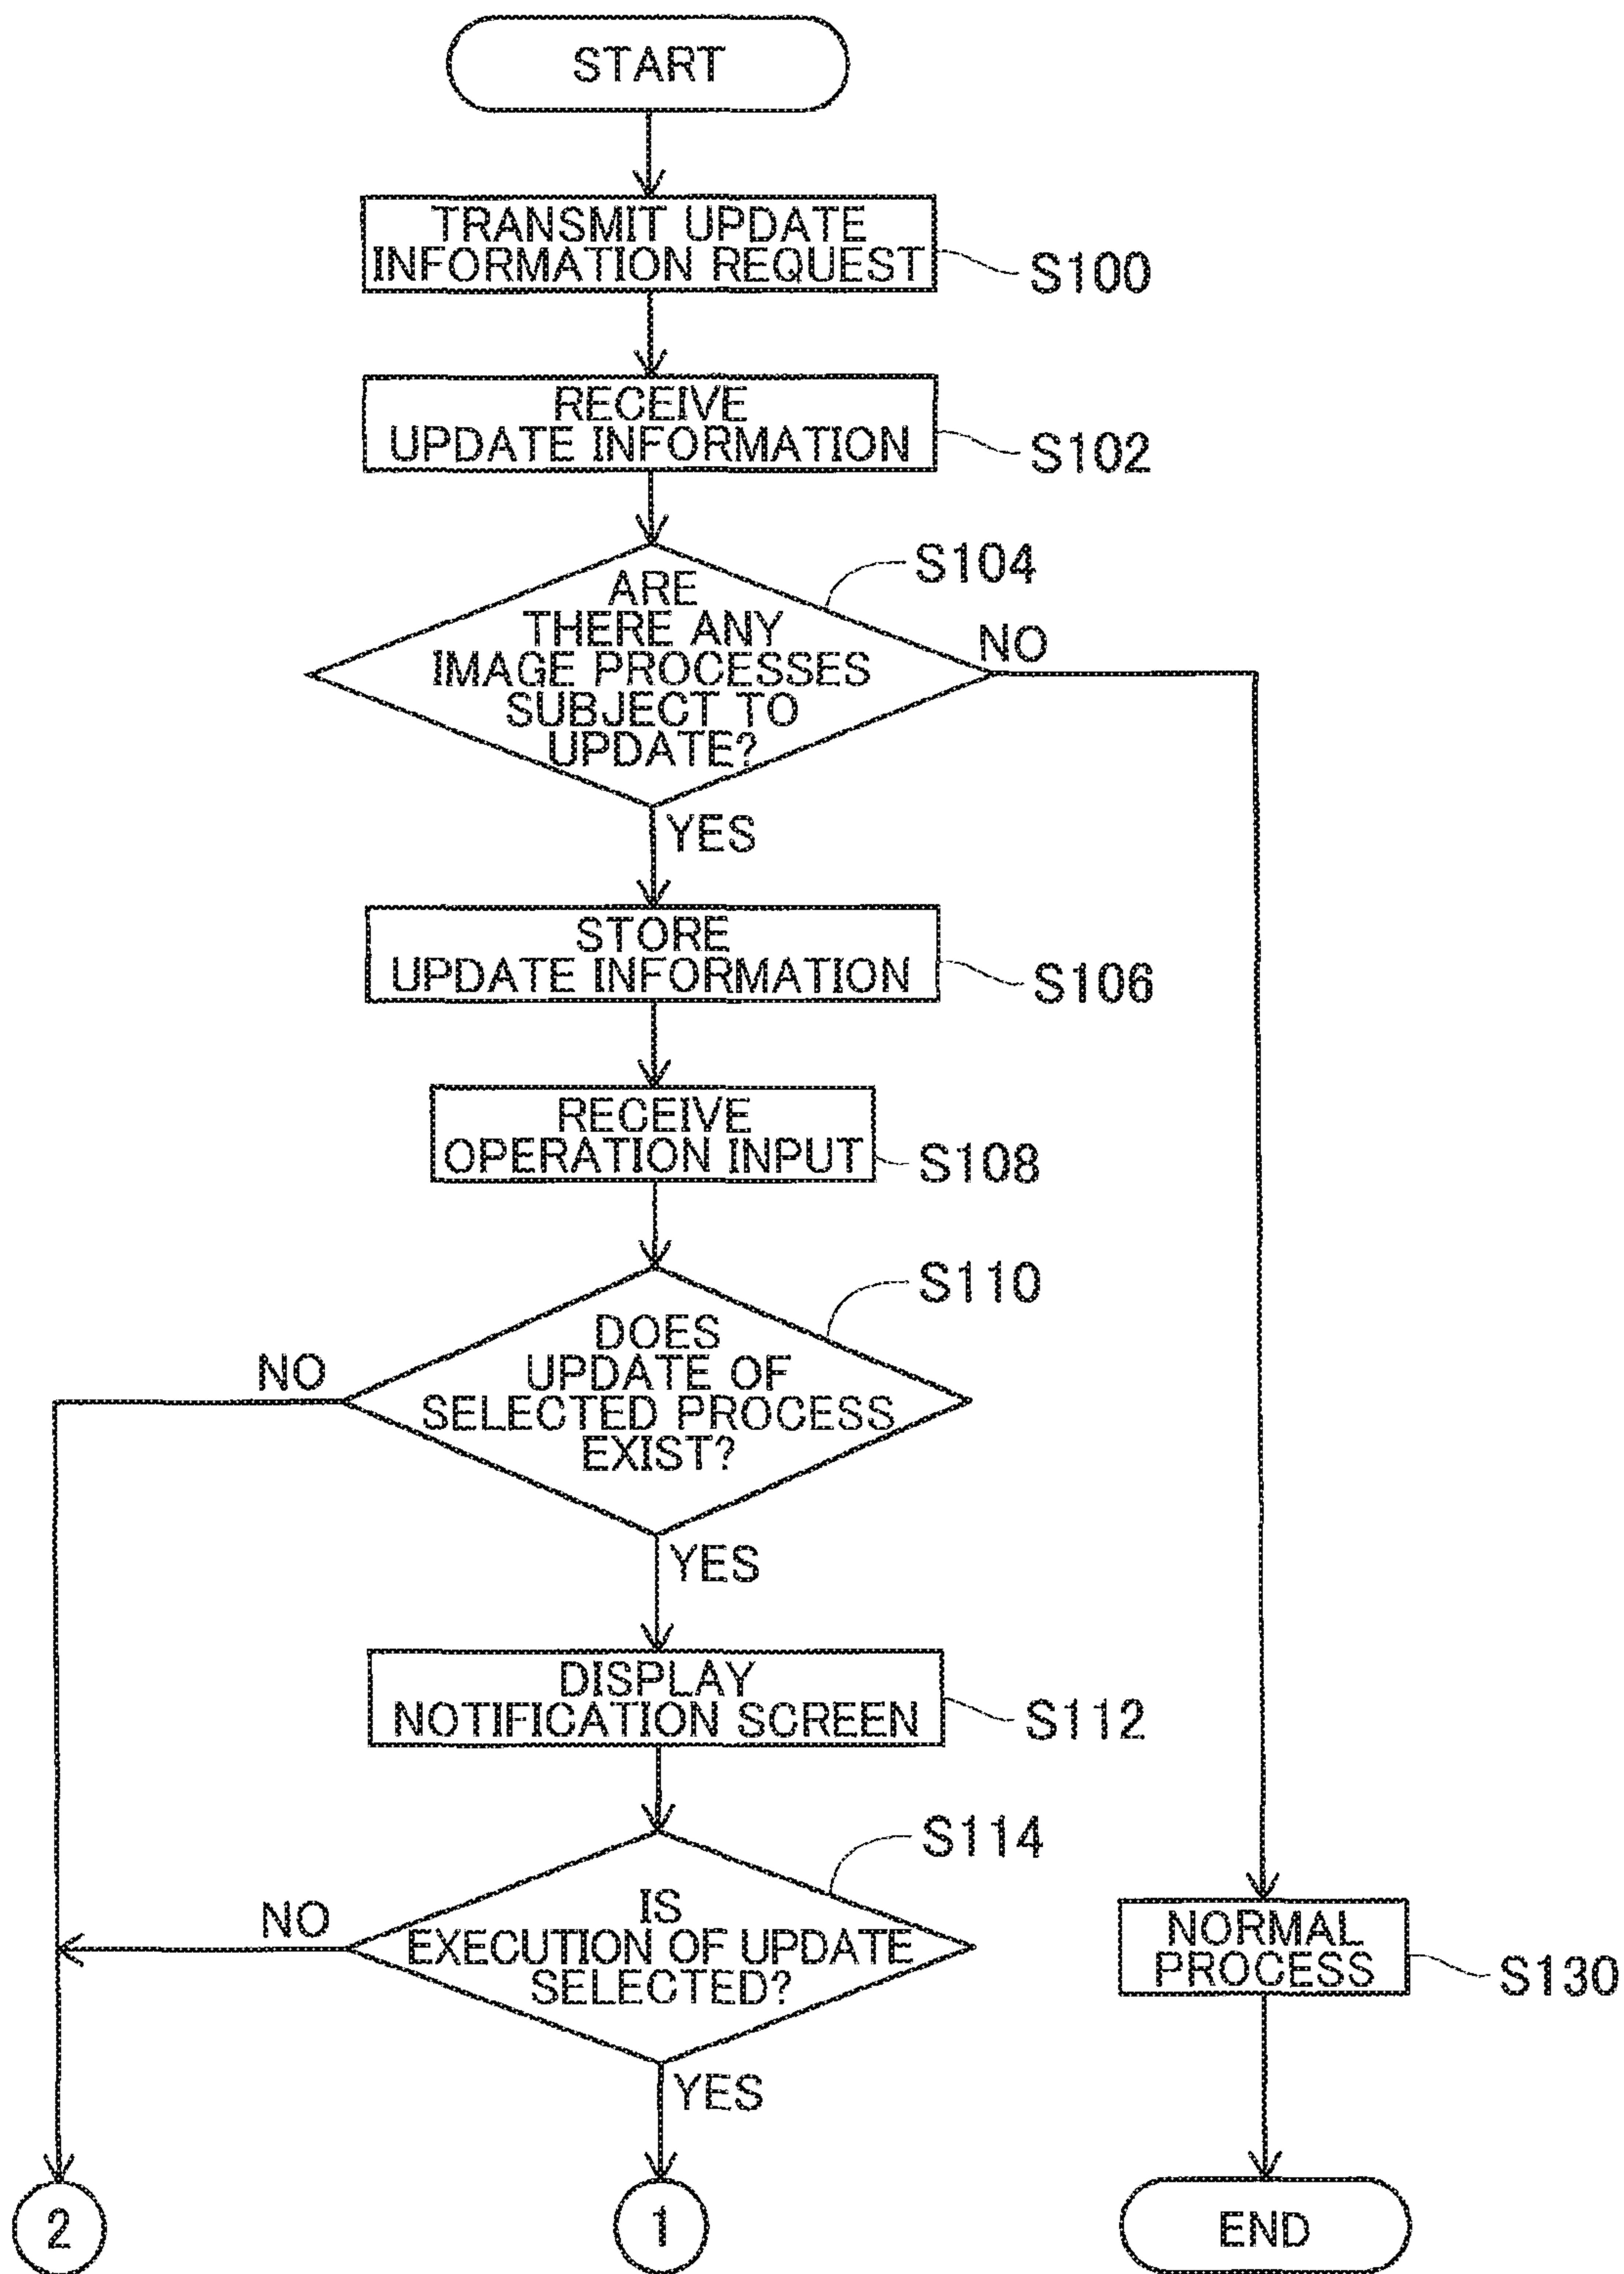 START
TRANSMIT UPDATE
INFORMATION REQUEST
S100
RECEIVE
UPDATE INFORMATION
S102
S104
ARE
THERE ANY
IMAGE PROCESSES
SUBJECT TO
UPDATE?
NO
YES
STORE
UPDATE INFORMATION
S106
RECEIVE
OPERATION INPUT
S108
S110
DOES
UPDATE OF
SELECTED PROCESS
EXIST?
NO
YES
DISPLAY
NOTIFICATION SCREEN
S112
S114
IS
EXECUTION OF UPDATE
SELECTED?
NO
YES
NORMAL
PROCESS
S130
2
1
END